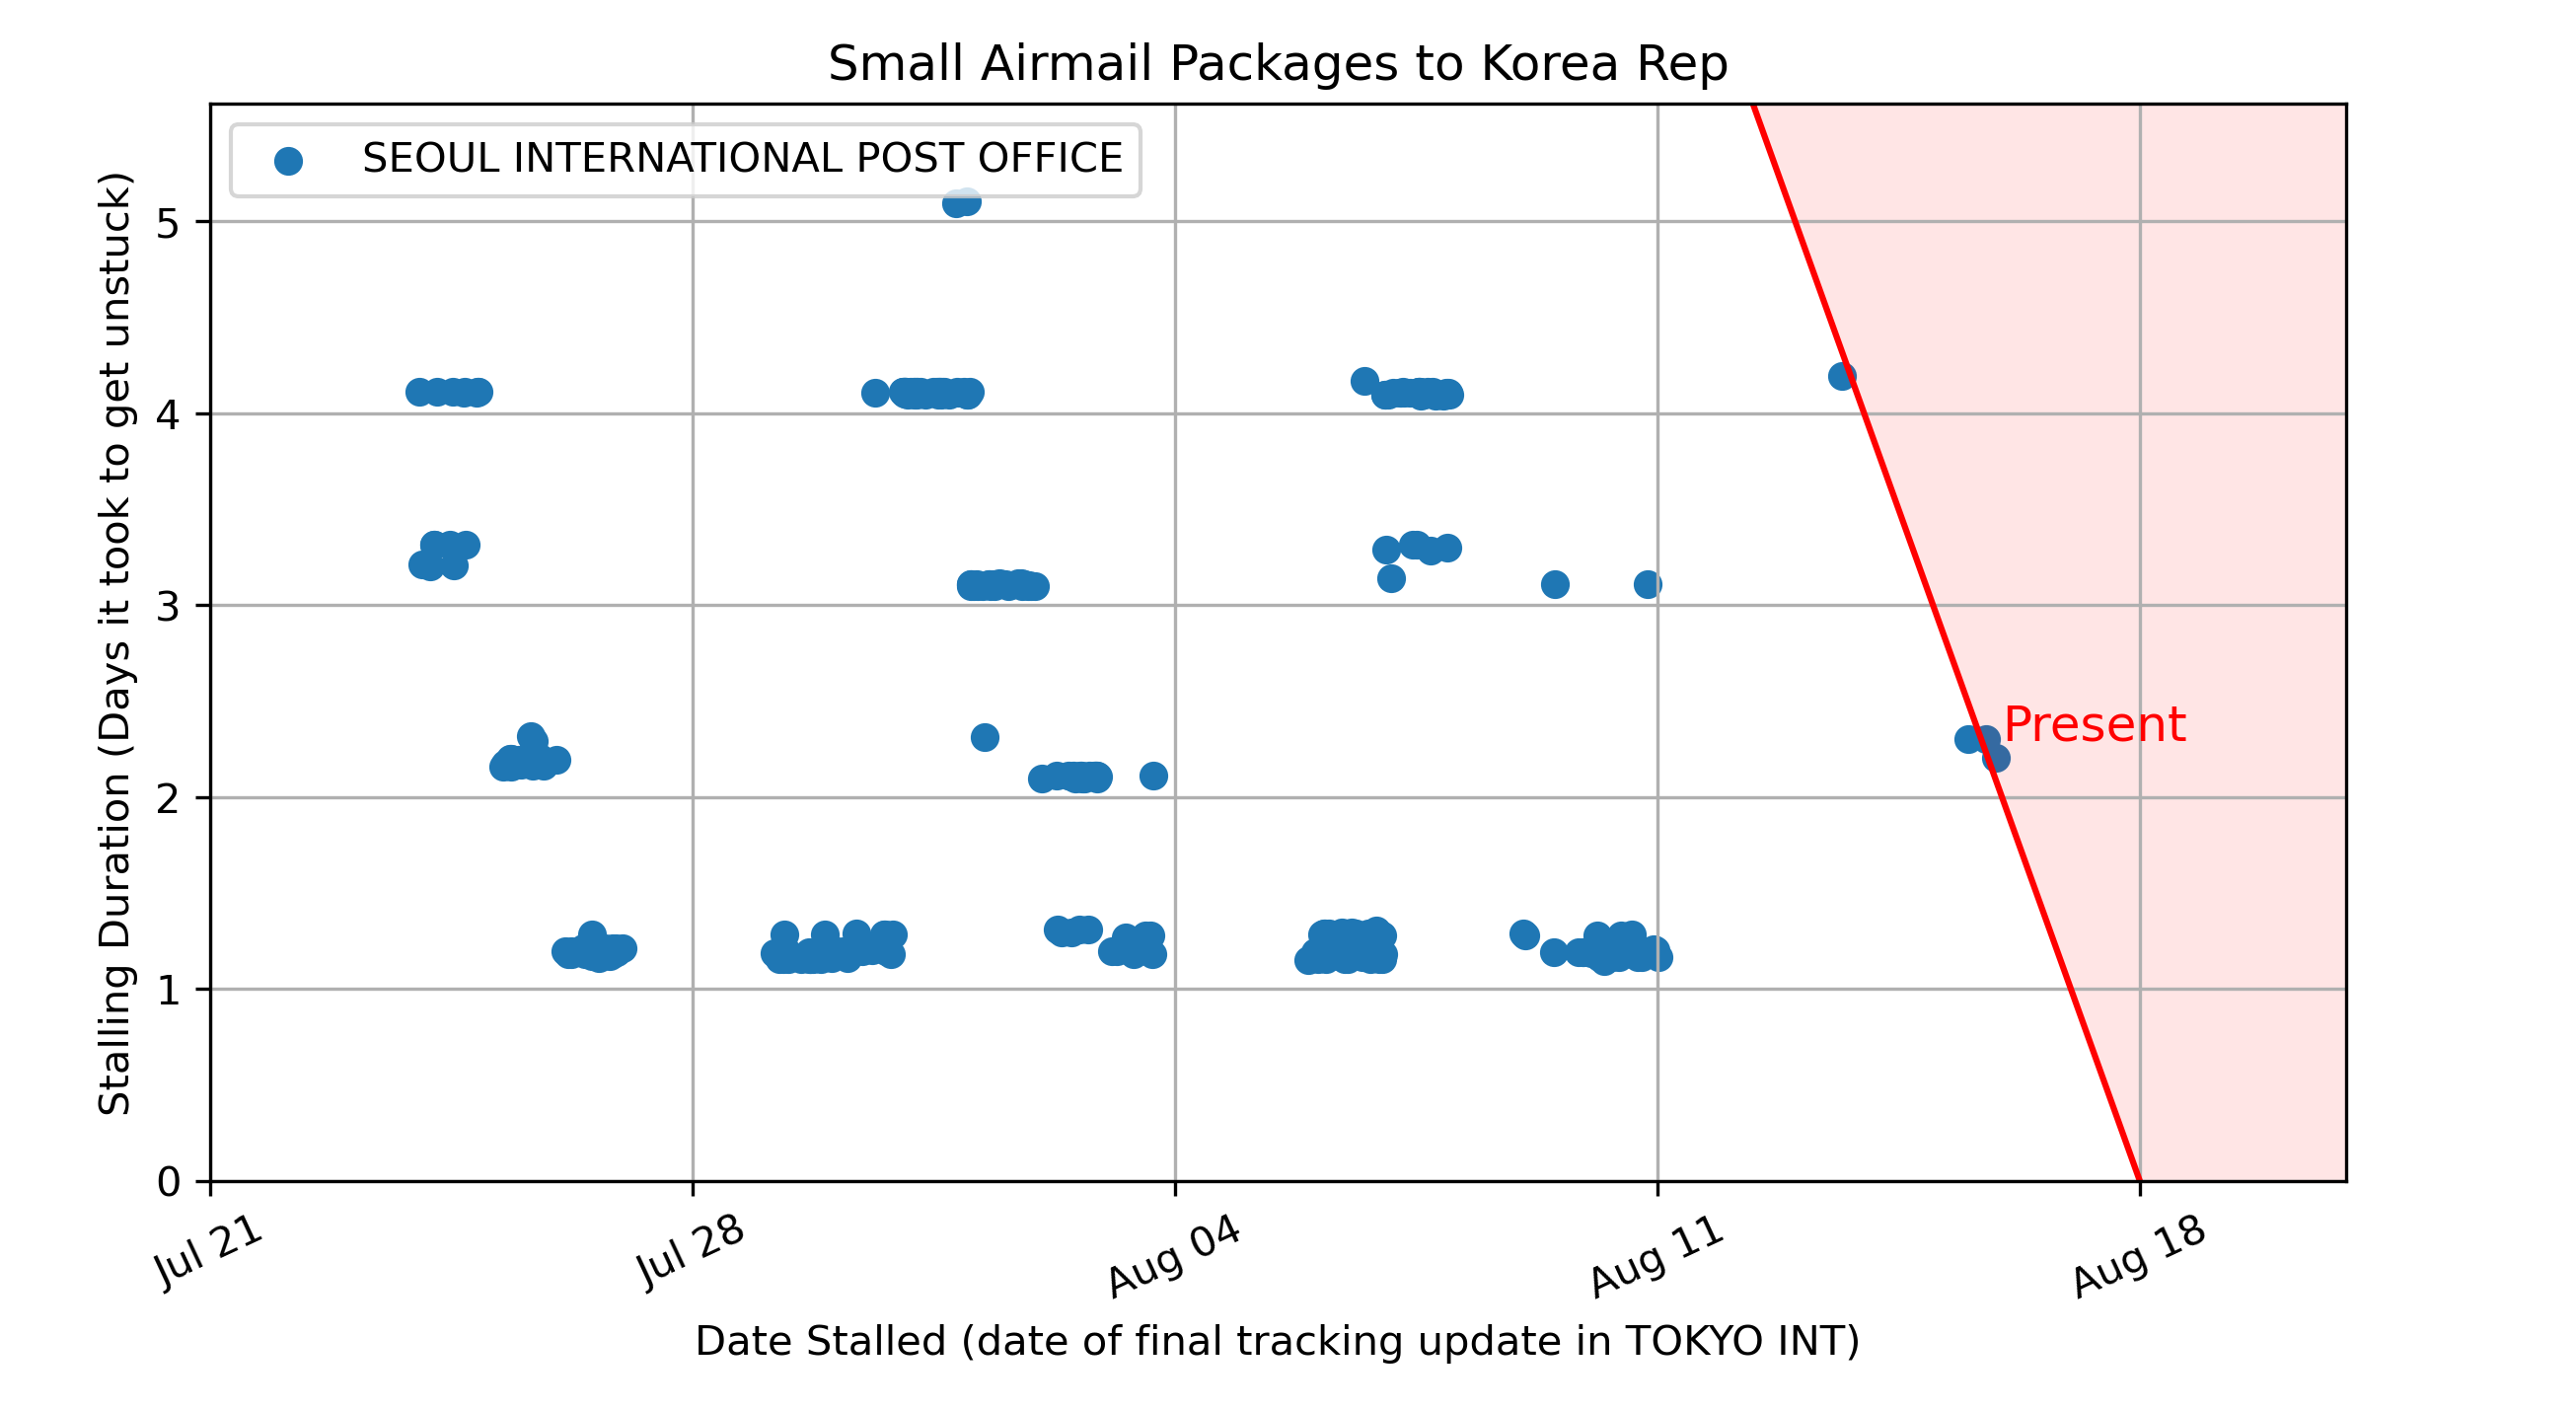 Small Airmail Packages to Korea Rep
SEOUL INTERNATIONAL POST OFFICE
Stalling Duration (Days it took to get unstuck)
5
4
3
2
1
0
Present
Jul 21
Jul 28
Aug 04
Aug 11
Aug 18
Date Stalled (date of final tracking update in TOKYO INT)